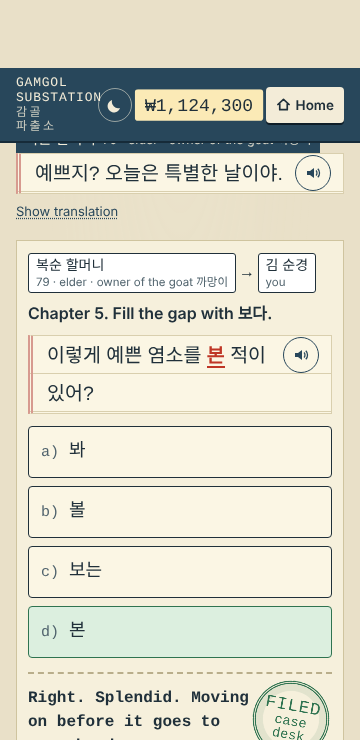 GAMGOL
SUBSTATION
감골
파출소
₩1,124,300
Home
예쁘지? 오늘은 특별한 날이야.
Show translation
복순 할머니
79 · elder · owner of the goat 까망이
→
김 순경
you
Chapter 5. Fill the gap with 보다.
이렇게 예쁜 염소를 본 적이
있어?
a) 봐
b) 볼
c) 보는
d) 본
Right. Splendid. Moving
on before it goes to
FILED
case
desk